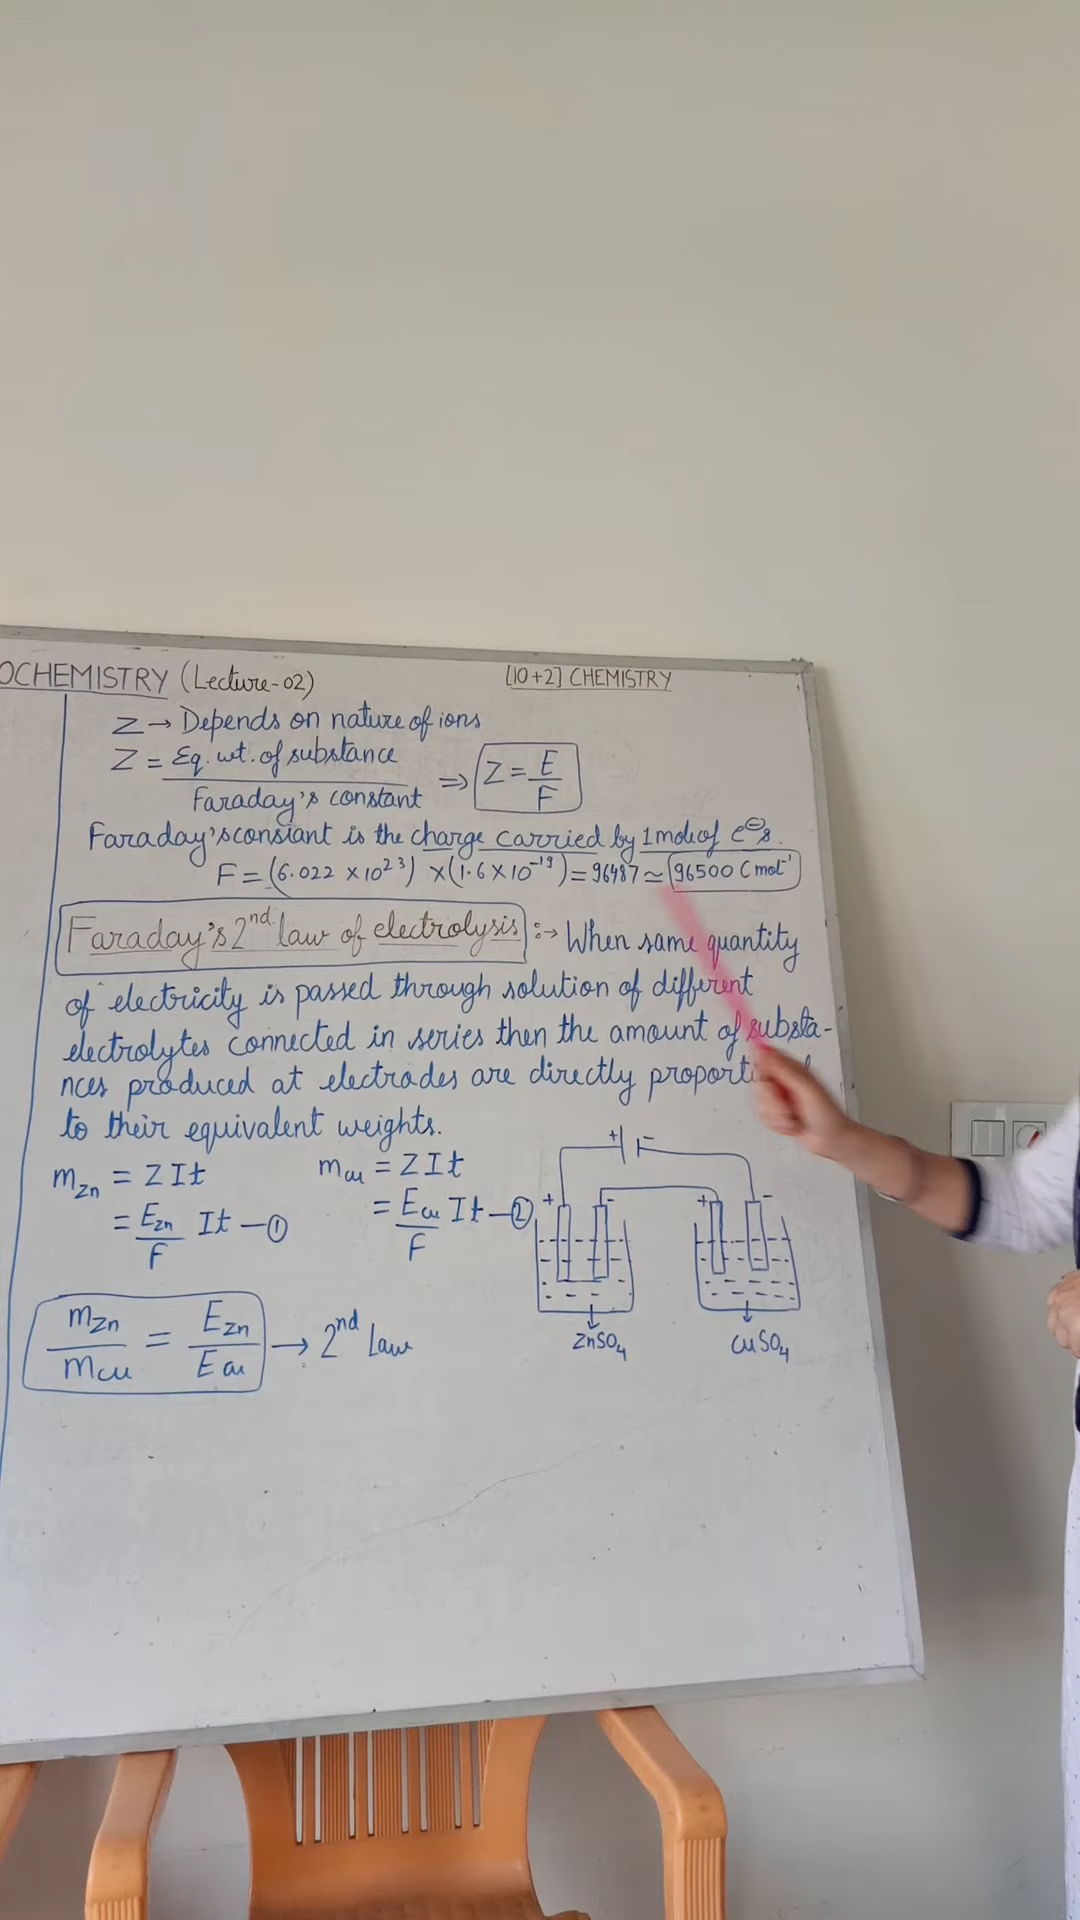 OCHEMISTRY (Lecture-02)
[10+2] CHEMISTRY
Z → Depends on nature of ions
Z = Eq. wt. of substance / Faraday's constant ⇒ Z = E/F
Faraday's constant is the charge carried by 1 mole of e⊖s.
F = (6.022 × 10²³) × (1.6 × 10⁻¹⁹) = 96487 ≃ 96500 C mol⁻¹
Faraday's 2nd law of electrolysis :→ When same quantity
of electricity is passed through solution of different
electrolytes connected in series then the amount of substa-
nces produced at electrodes are directly
to their equivalent weights.
mZn = Z I t
= EZn/F It — ①
mcu = Z I t
= Ecu/F It — ②
mZn/mcu = EZn/Ecu → 2nd Law
+ -
+ - + -
ZnSO₄
cuSO₄